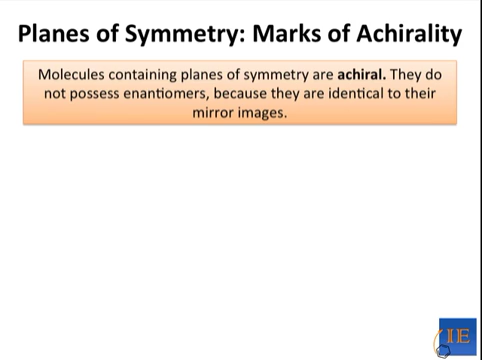 Planes of Symmetry: Marks of Achirality
Molecules containing planes of symmetry are achiral. They do
not possess enantiomers, because they are identical to their
mirror images.
IE